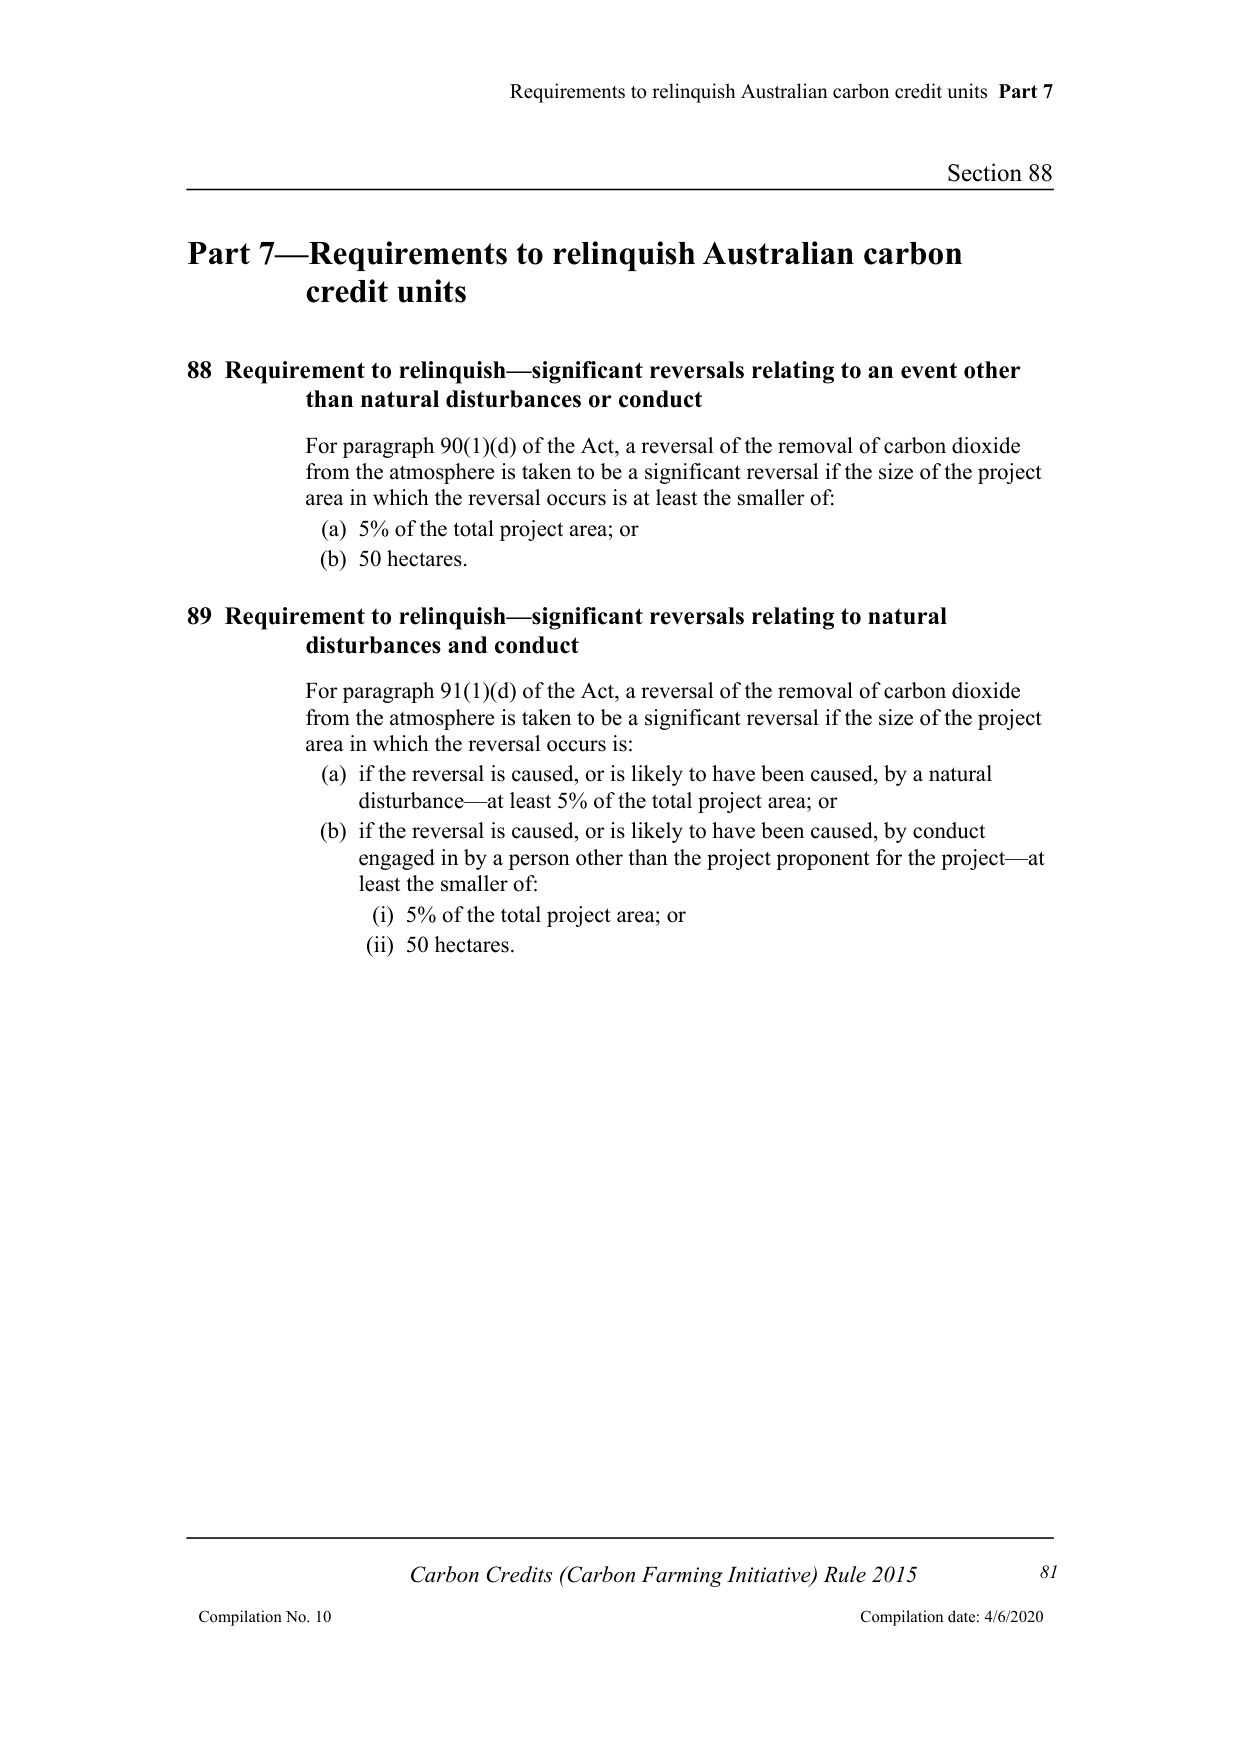 Requirements to relinquish Australian carbon credit units Part 7
Section 88
Part 7—Requirements to relinquish Australian carbon
credit units
88 Requirement to relinquish—significant reversals relating to an event other
than natural disturbances or conduct
For paragraph 90(1)(d) of the Act, a reversal of the removal of carbon dioxide
from the atmosphere is taken to be a significant reversal if the size of the project
area in which the reversal occurs is at least the smaller of:
(a) 5% of the total project area; or
(b) 50 hectares.
89 Requirement to relinquish—significant reversals relating to natural
disturbances and conduct
For paragraph 91(1)(d) of the Act, a reversal of the removal of carbon dioxide
from the atmosphere is taken to be a significant reversal if the size of the project
area in which the reversal occurs is:
(a) if the reversal is caused, or is likely to have been caused, by a natural
disturbance—at least 5% of the total project area; or
(b) if the reversal is caused, or is likely to have been caused, by conduct
engaged in by a person other than the project proponent for the project—at
least the smaller of:
(i) 5% of the total project area; or
(ii) 50 hectares.
Carbon Credits (Carbon Farming Initiative) Rule 2015 81
Compilation No. 10 Compilation date: 4/6/2020